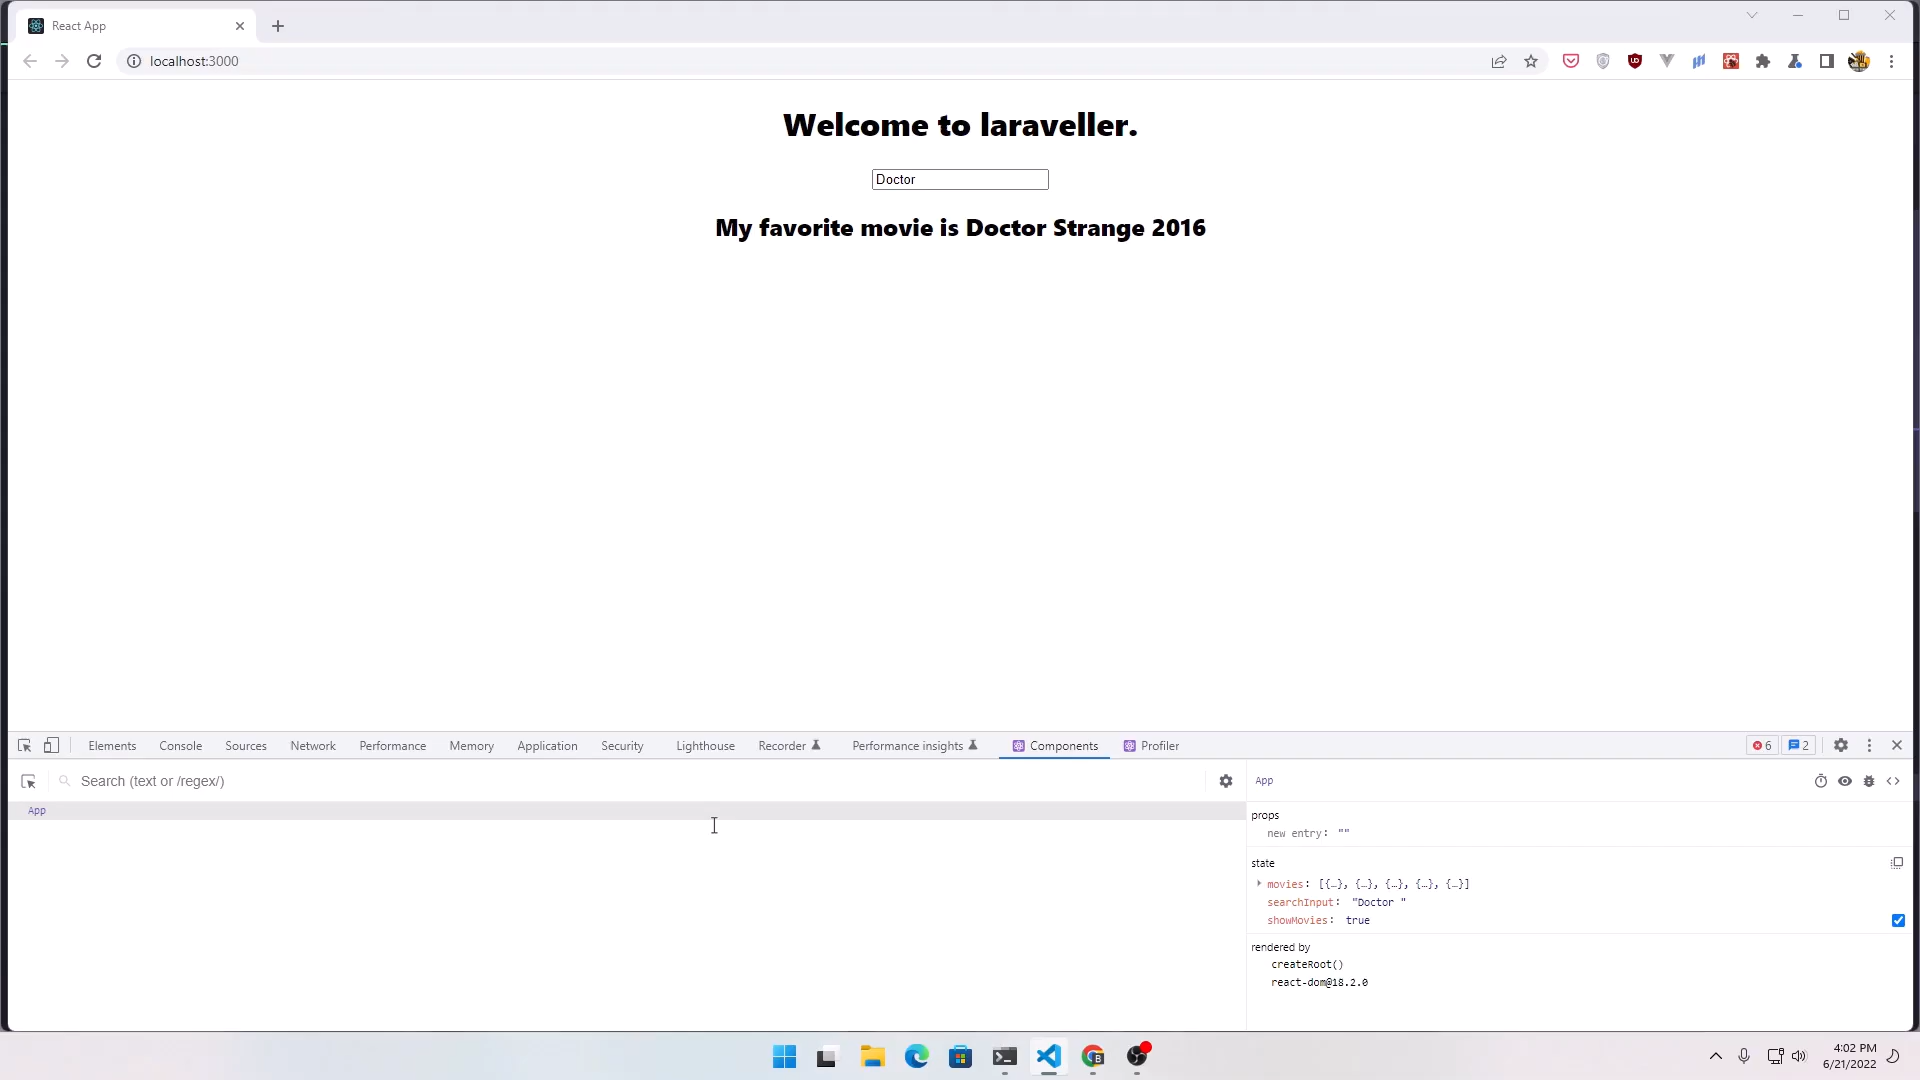 React App
localhost:3000
Welcome to laraveller.
Doctor
My favorite movie is Doctor Strange 2016
Elements Console Sources Network Performance Memory Application Security Lighthouse Recorder Performance insights Components Profiler 6 2
Search (text or /regex/) App
App
props
new entry: ""
state
movies: [{…}, {…}, {…}, {…}, {…}]
searchInput: "Doctor "
showMovies: true
rendered by
createRoot()
react-dom@18.2.0
4:02 PM
6/21/2022